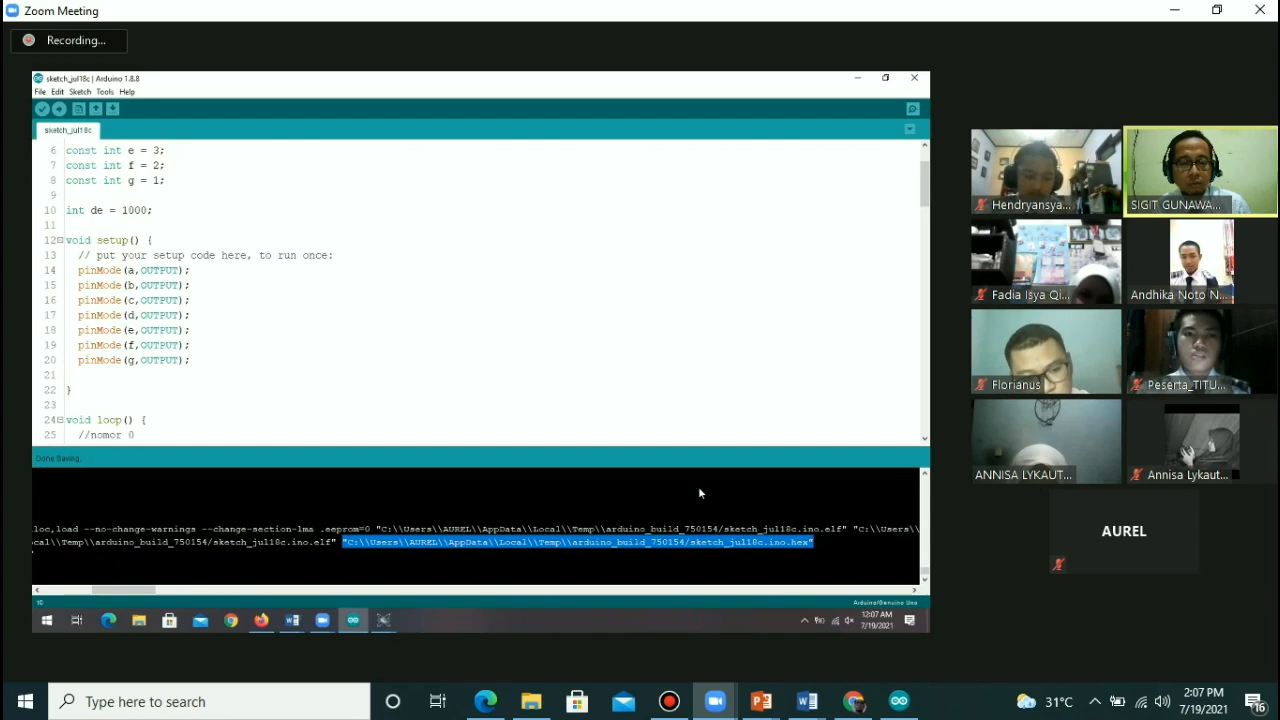 Zoom Meeting
Recording...
sketch_jul18c | Arduino 1.8.8
File Edit Sketch Tools Help
sketch_jul18c
6 const int e = 3;
7 const int f = 2;
8 const int g = 1;
9
10 int de = 1000;
11
12 void setup() {
13 // put your setup code here, to run once:
14 pinMode(a,OUTPUT);
15 pinMode(b,OUTPUT);
16 pinMode(c,OUTPUT);
17 pinMode(d,OUTPUT);
18 pinMode(e,OUTPUT);
19 pinMode(f,OUTPUT);
20 pinMode(g,OUTPUT);
21
22 }
23
24 void loop() {
25 //nomor 0
Done Saving.
loc,load --no-change-warnings --change-section-lma .eeprom=0 "C:\\Users\\AUREL\\AppData\\Local\\Temp\\arduino_build_750154/sketch_jul18c.ino.elf" "C:\\Users\\
cal\\Temp\\arduino_build_750154/sketch_jul18c.ino.elf" "C:\\Users\\AUREL\\AppData\\Local\\Temp\\arduino_build_750154/sketch_jul18c.ino.hex"
10
Arduino/Genuino Uno
12:07 AM
7/19/2021
Hendryansya...
SIGIT GUNAWA...
Fadia Isya Qi...
Andhika Noto N...
Florianus
Peserta_TITU...
ANNISA LYKAUT...
Annisa Lykaut...
AUREL
Type here to search
31°C
2:07 PM
7/19/2021
16